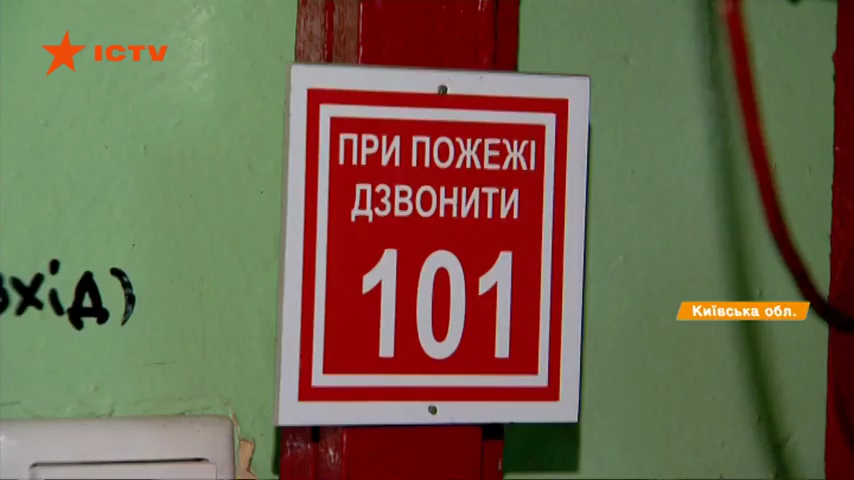 ICTV
ПРИ ПОЖЕЖІ
ДЗВОНИТИ
101
вхід)
Київська обл.